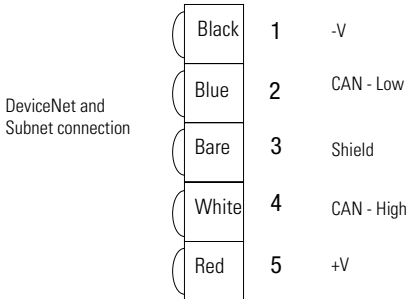 Black 1 -V
Blue 2 CAN - Low
DeviceNet and
Subnet connection
Bare 3 Shield
White 4 CAN - High
Red 5 +V